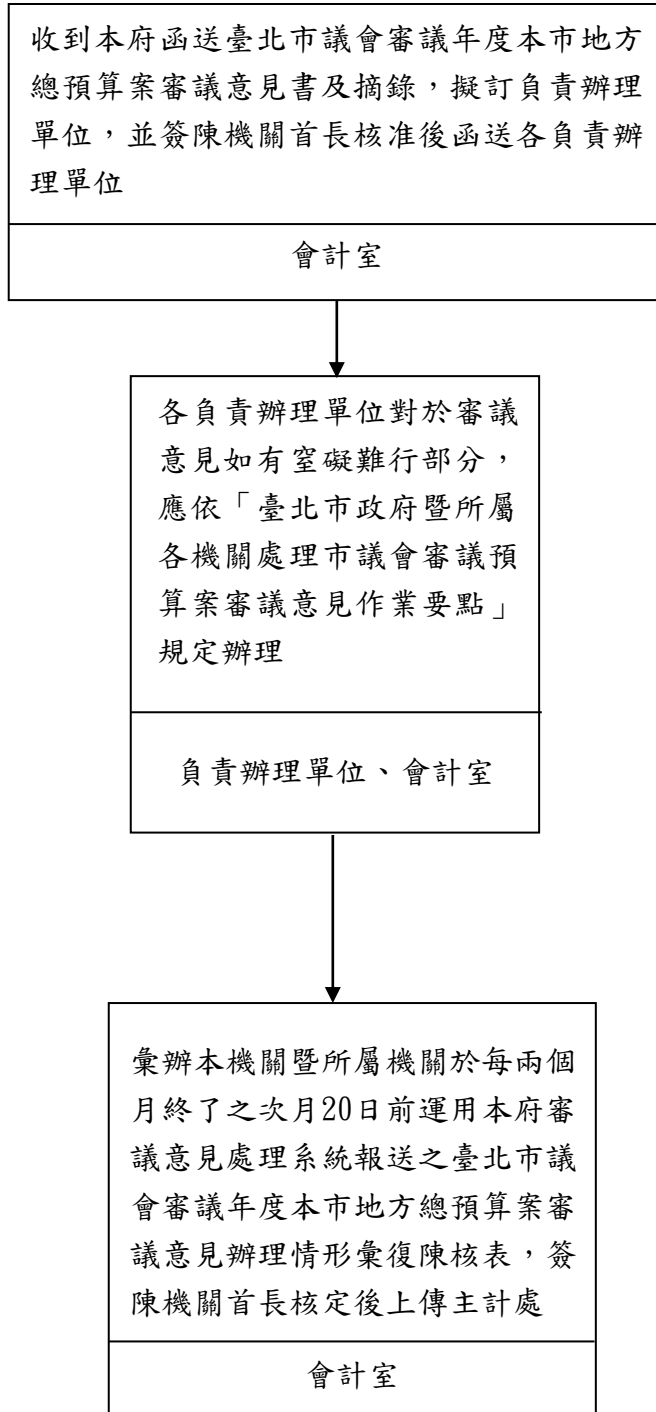 收到本府函送臺北市議會審議年度本市地方
總預算案審議意見書及摘錄，擬訂負責辦理
單位，並簽陳機關首長核准後函送各負責辦
理單位
會計室
各負責辦理單位對於審議
意見如有窒礙難行部分，
應依「臺北市政府暨所屬
各機關處理市議會審議預
算案審議意見作業要點」
規定辦理
負責辦理單位、會計室
彙辦本機關暨所屬機關於每兩個
月終了之次月20日前運用本府審
議意見處理系統報送之臺北市議
會審議年度本市地方總預算案審
議意見辦理情形彙復陳核表，簽
陳機關首長核定後上傳主計處
會計室